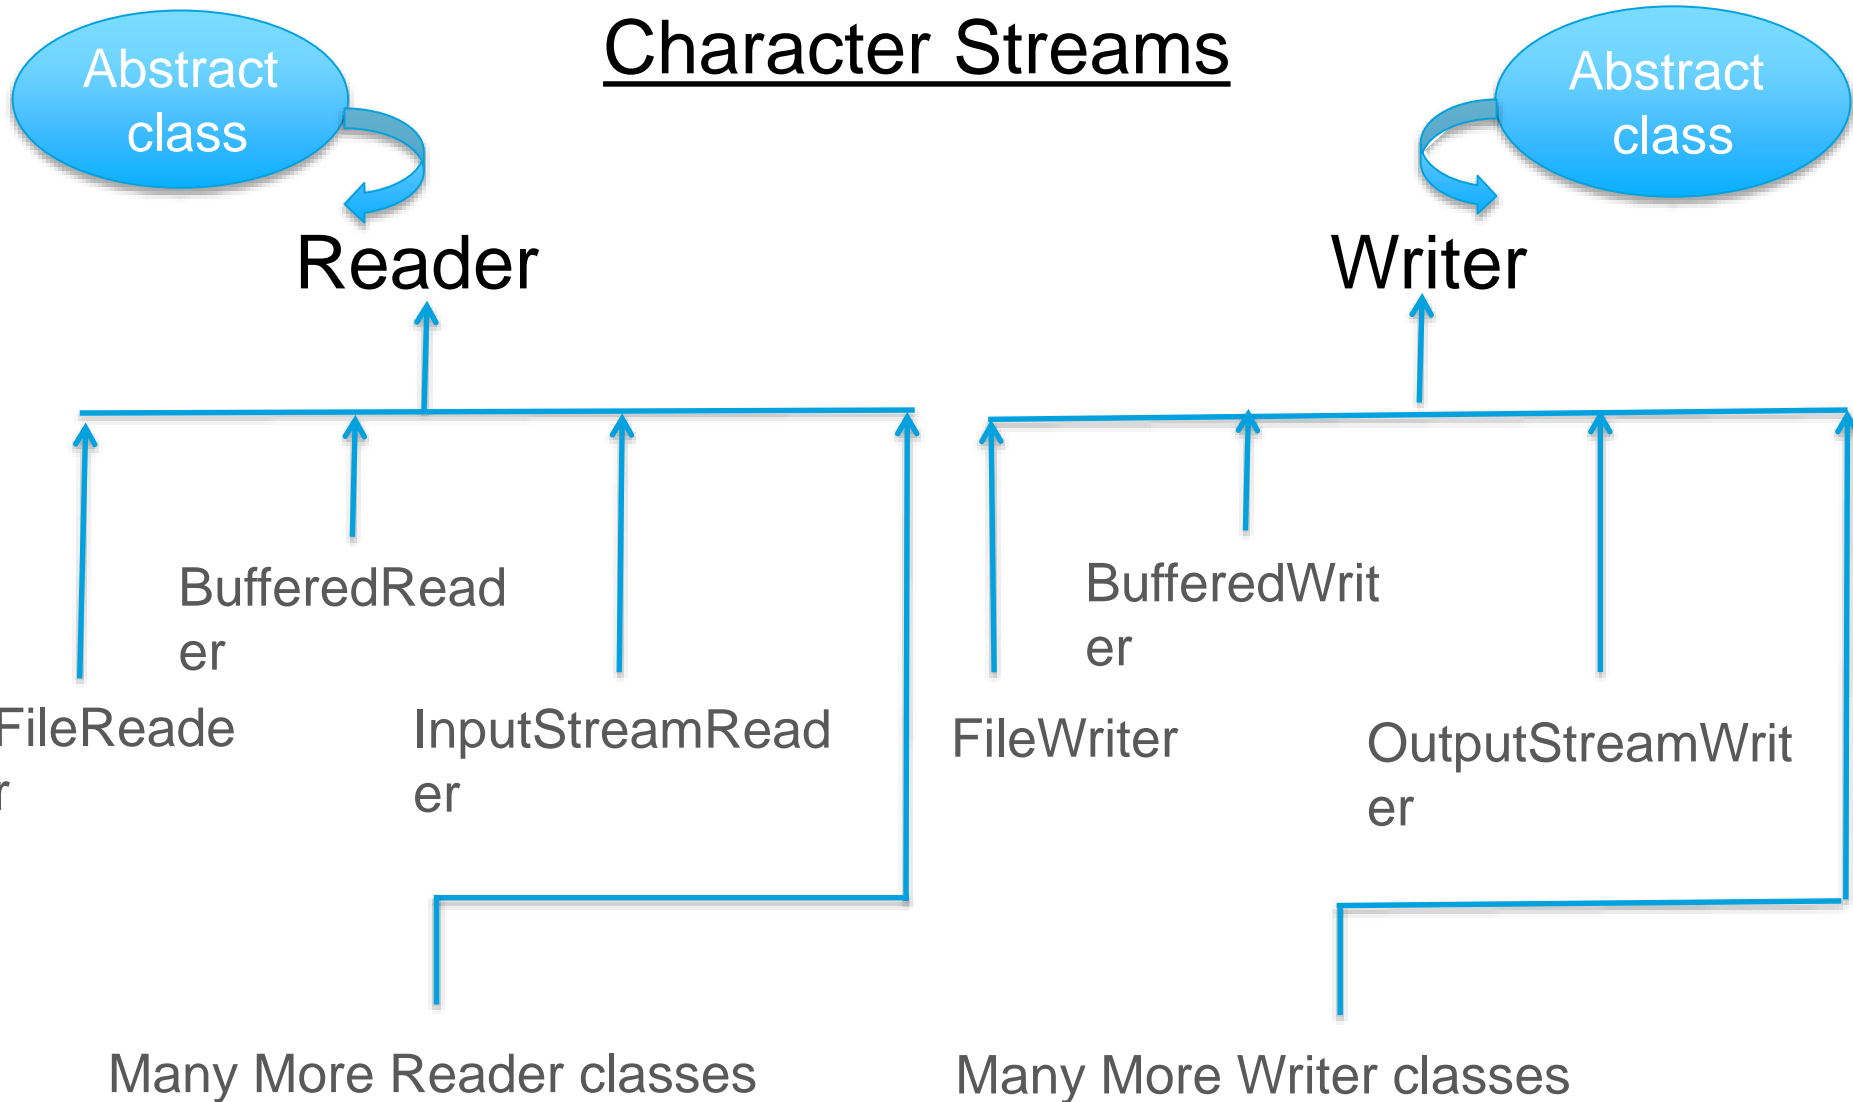 Character Streams
Abstract
class
Abstract
class
Reader
Writer
BufferedRead
er
BufferedWrit
er
FileReade
r
InputStreamRead
er
FileWriter
OutputStreamWrit
er
Many More Reader classes
Many More Writer classes